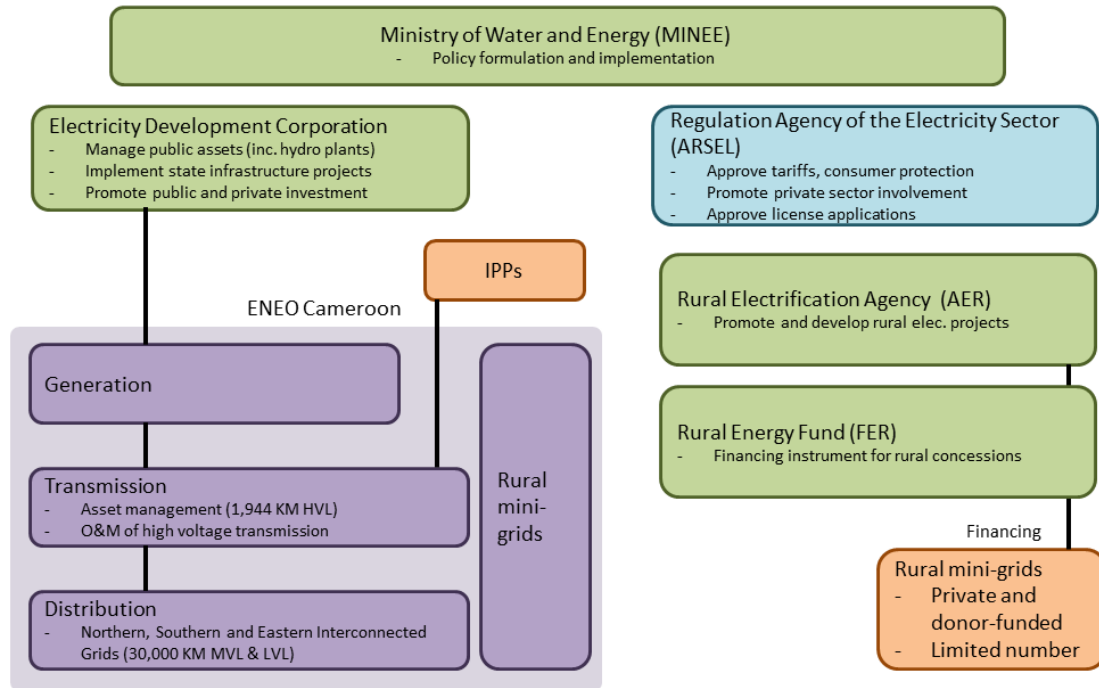 Ministry of Water and Energy (MINEE)
- Policy formulation and implementation
Electricity Development Corporation
- Manage public assets (inc. hydro plants)
- Implement state infrastructure projects
- Promote public and private investment
Regulation Agency of the Electricity Sector
(ARSEL)
- Approve tariffs, consumer protection
- Promote private sector involvement
- Approve license applications
IPPs
ENEO Cameroon
Generation
Transmission
- Asset management (1,944 KM HVL)
- O&M of high voltage transmission
Distribution
- Northern, Southern and Eastern Interconnected
Grids (30,000 KM MVL & LVL)
Rural
mini-
grids
Rural Electrification Agency (AER)
- Promote and develop rural elec. projects
Rural Energy Fund (FER)
- Financing instrument for rural concessions
Financing
Rural mini-grids
- Private and
donor-funded
- Limited number